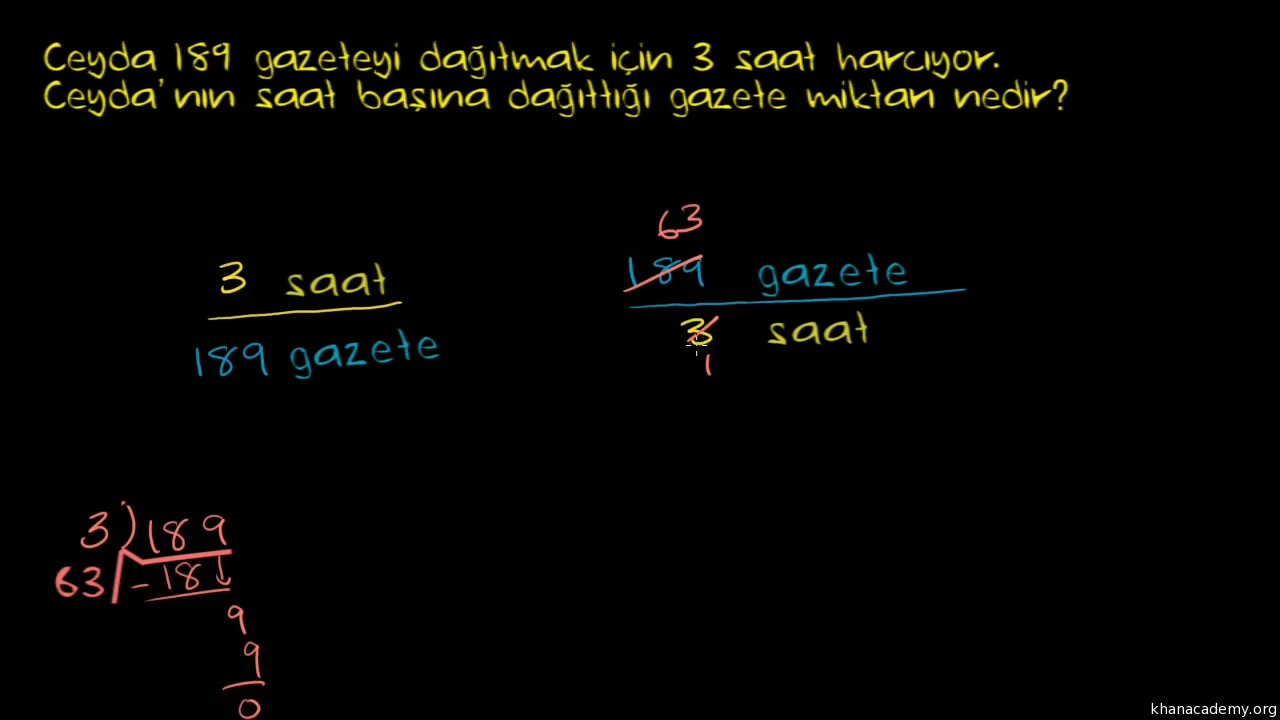 Ceyda 189 gazeteyi dağıtmak için 3 saat harcıyor.
Ceyda'nın saat başına dağıttığı gazete miktarı nedir?
3 saat
189 gazete
63
189 gazete
3 saat
1
3 ) 189
63 - 18
9
9
0
khanacademy.org